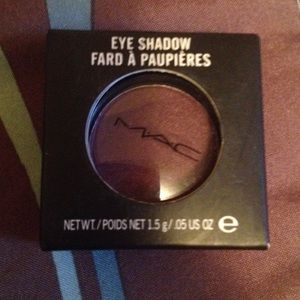 EYE SHADOW
FARD À PAUPIÈRES
MAC
NET WT./POIDS NET 1.5 g/.05 US OZ e